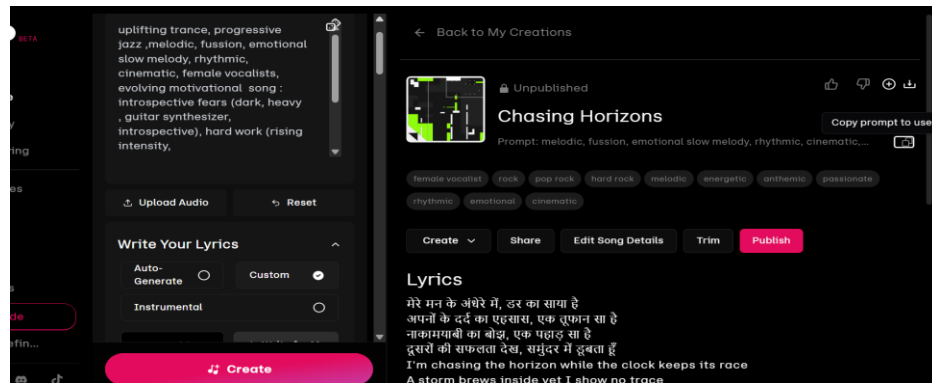 BETA
uplifting trance, progressive
jazz ,melodic, fussion, emotional
slow melody, rhythmic,
cinematic, female vocalists,
evolving motivational song :
introspective fears (dark, heavy
, guitar synthesizer,
introspective), hard work (rising
intensity,
Upload Audio
Reset
Write Your Lyrics
Auto-
Generate
Custom
Instrumental
Create
← Back to My Creations
Unpublished
Chasing Horizons
Copy prompt to use
Prompt: melodic, fussion, emotional slow melody, rhythmic, cinematic,...
female vocalist rock pop rock hard rock melodic energetic anthemic passionate
rhythmic emotional cinematic
Create Share Edit Song Details Trim Publish
Lyrics
मेरे मन के अंधेरे में, डर का साया है
अपनों के दर्द का एहसास, एक तूफान सा है
नाकामयाबी का बोझ, एक पहाड़ सा है
दूसरों की सफलता देख, समुंदर में डूबता हूँ
I'm chasing the horizon while the clock keeps its race
A storm brews inside yet I show no trace